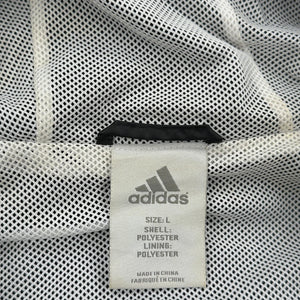 adidas
SIZE: L
SHELL:
POLYESTER
LINING:
POLYESTER
MADE IN CHINA
FABRIQUÉ EN CHINE